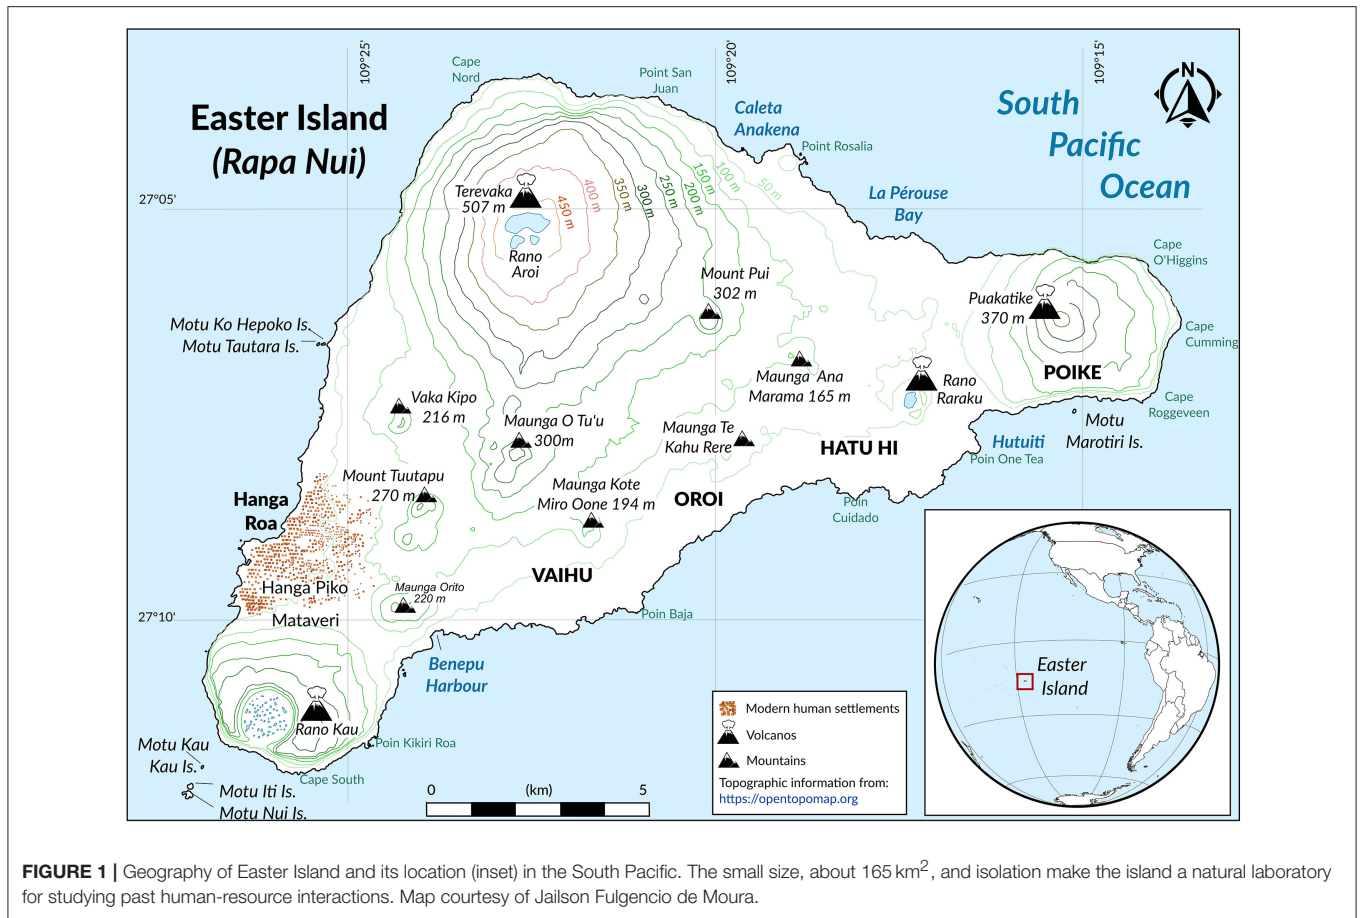 109°25'
109°20'
109°15'
Cape
Nord
Point San
Juan
Easter Island
(Rapa Nui)
Caleta
Anakena
Point Rosalia
South
Pacific
Ocean
N
27°05'
Terevaka
507 m
450 m
400 m
350 m
300 m
250 m
200 m
150 m
100 m
50 m
La Pérouse
Bay
Rano
Aroi
Mount Pui
302 m
Cape
O'Higgins
Puakatike
370 m
Motu Ko Hepoko Is.
Motu Tautara Is.
Cape
Cumming
POIKE
Maunga Ana
Marama 165 m
Rano
Raraku
Cape
Roggeveen
Vaka Kipo
216 m
Maunga O Tu'u
300m
Maunga Te
Kahu Rere
HATU HI
Hutuiti
Motu
Marotiri Is.
Poin One Tea
Mount Tuutapu
270 m
Maunga Kote
Miro Oone 194 m
OROI
Poin
Cuidado
Hanga
Roa
VAIHU
Hanga Piko
Maunga Orito
220 m
27°10'
Mataveri
Poin Baja
Benepu
Harbour
Easter
Island
Rano Kau
Poin Kikiri Roa
Motu Kau
Kau Is.
Cape South
Motu Iti Is.
Motu Nui Is.
0 (km) 5
Modern human settlements
Volcanos
Mountains
Topographic information from:
https://opentopomap.org
FIGURE 1 | Geography of Easter Island and its location (inset) in the South Pacific. The small size, about 165 km², and isolation make the island a natural laboratory
for studying past human-resource interactions. Map courtesy of Jailson Fulgencio de Moura.